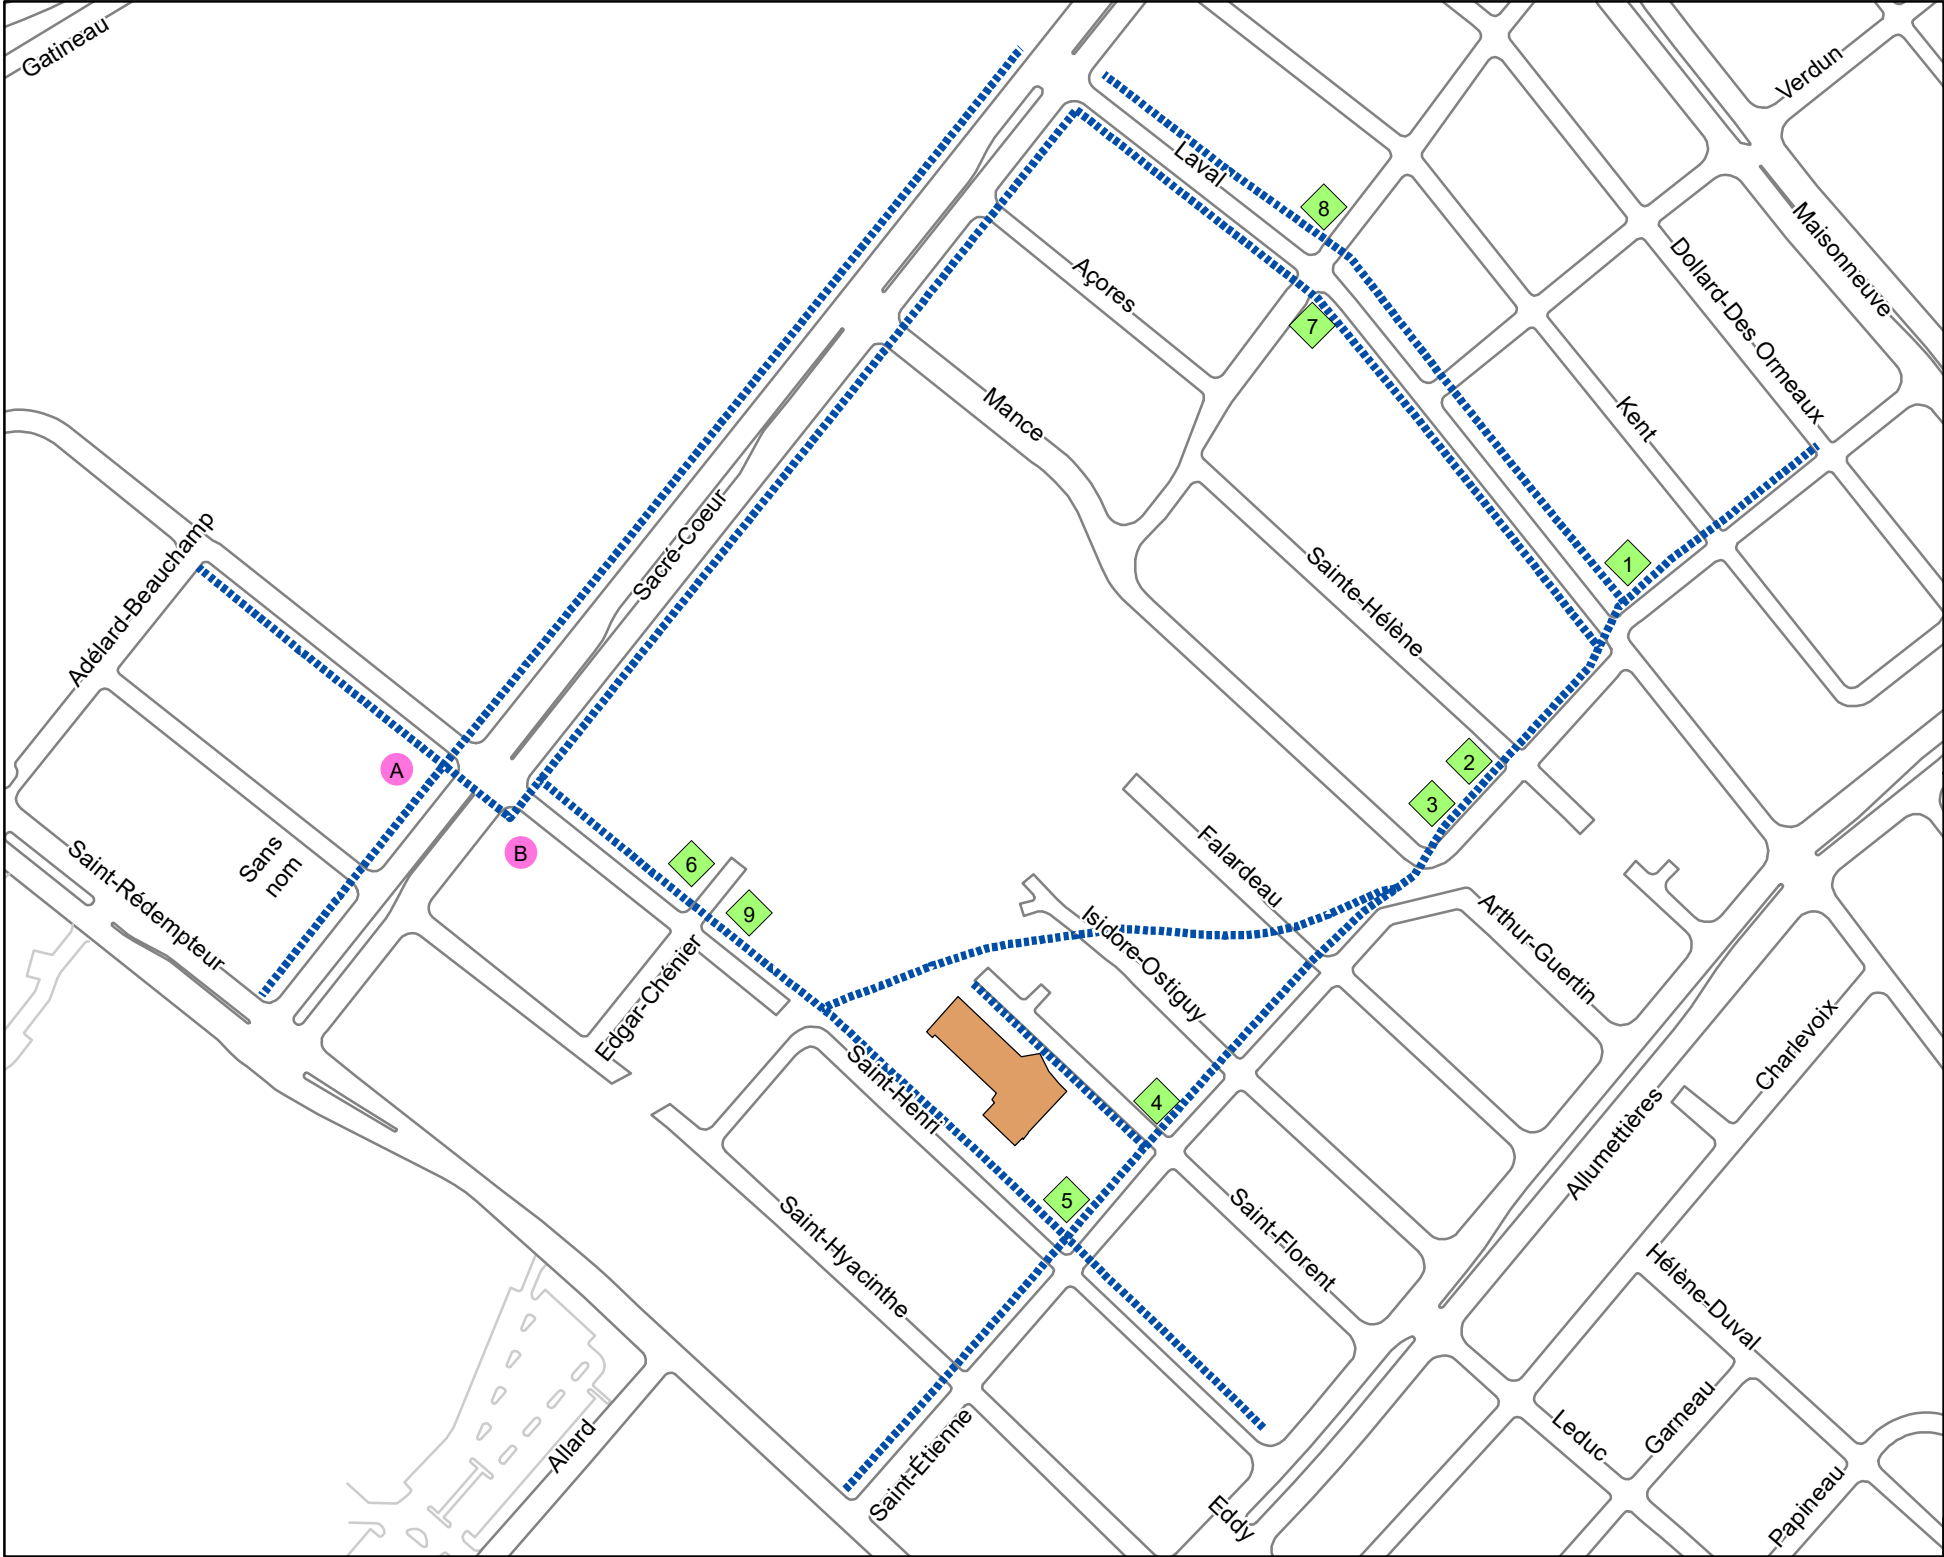 Gatineau
Verdun
Laval
8
Maisonneuve
Dollard-Des-Ormeaux
Açores
7
Mance
Kent
Sacré-Coeur
Adélard-Beauchamp
Sainte-Hélène
1
A
2
3
B
Falardeau
6
Saint-Rédempteur
Sans
nom
9
Isidore-Ostiguy
Arthur-Guertin
Edgar-Chénier
Charlevoix
Saint-Henri
4
Allumettières
5
Saint-Florent
Saint-Hyacinthe
Hélène-Duval
Garneau
Leduc
Allard
Saint-Étienne
Eddy
Papineau